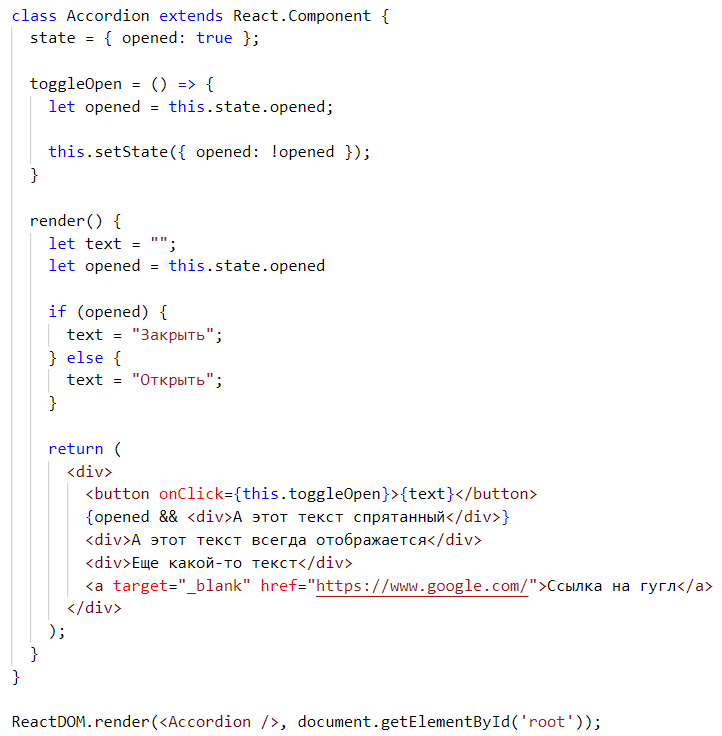 class Accordion extends React.Component {
  state = { opened: true };

  toggleOpen = () => {
    let opened = this.state.opened;

    this.setState({ opened: !opened });
  }

  render() {
    let text = "";
    let opened = this.state.opened

    if (opened) {
      text = "Закрыть";
    } else {
      text = "Открыть";
    }

    return (
      <div>
        <button onClick={this.toggleOpen}>{text}</button>
        {opened && <div>А этот текст спрятанный</div>}
        <div>А этот текст всегда отображается</div>
        <div>Еще какой-то текст</div>
        <a target="_blank" href="https://www.google.com/">Ссылка на гугл</a>
      </div>
    );
  }
}

ReactDOM.render(<Accordion />, document.getElementById('root'));